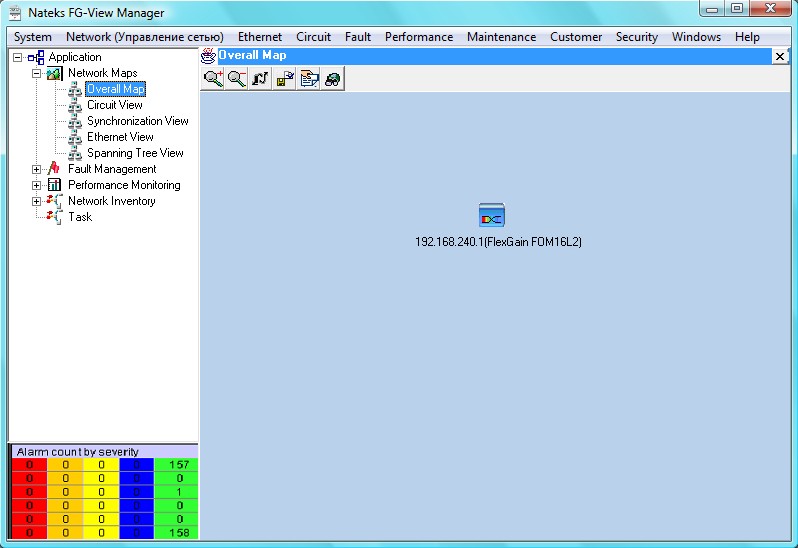 Nateks FG-View Manager
System Network (Управление сетью) Ethernet Circuit Fault Performance Maintenance Customer Security Windows Help
Application
Network Maps
Overall Map
Circuit View
Synchronization View
Ethernet View
Spanning Tree View
Fault Management
Performance Monitoring
Network Inventory
Task
Overall Map
192.168.240.1(FlexGain FOM16L2)
Alarm count by severity
0 0 0 0 157
0 0 0 0 0
0 0 0 0 1
0 0 0 0 0
0 0 0 0 0
0 0 0 0 158